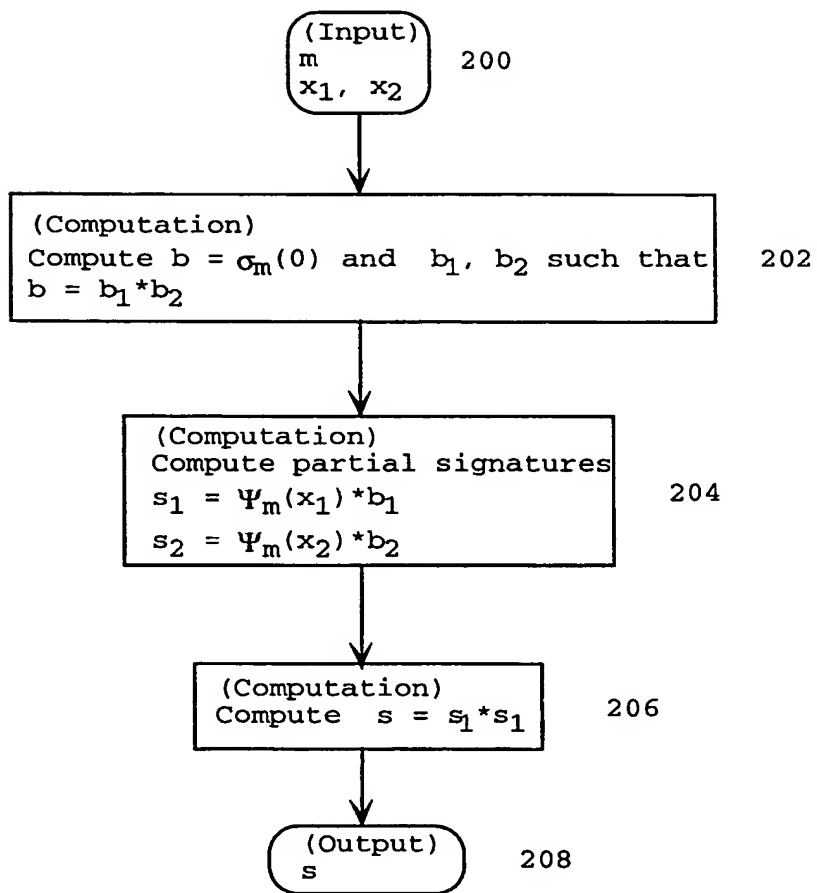 (Input)
m
x₁, x₂
200
(Computation)
Compute b = σₘ(0) and b₁, b₂ such that
b = b₁*b₂
202
(Computation)
Compute partial signatures
s₁ = Ψₘ(x₁)*b₁
s₂ = Ψₘ(x₂)*b₂
204
(Computation)
Compute s = s₁*s₁
206
(Output)
s
208